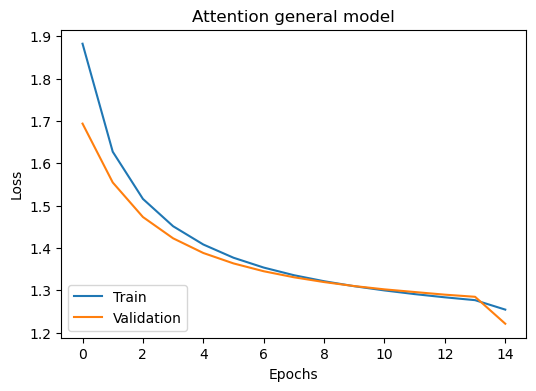 Attention general model
1.9
1.8
1.7
1.6
1.5
1.4
1.3
1.2
Loss
Train
Validation
0 2 4 6 8 10 12 14
Epochs